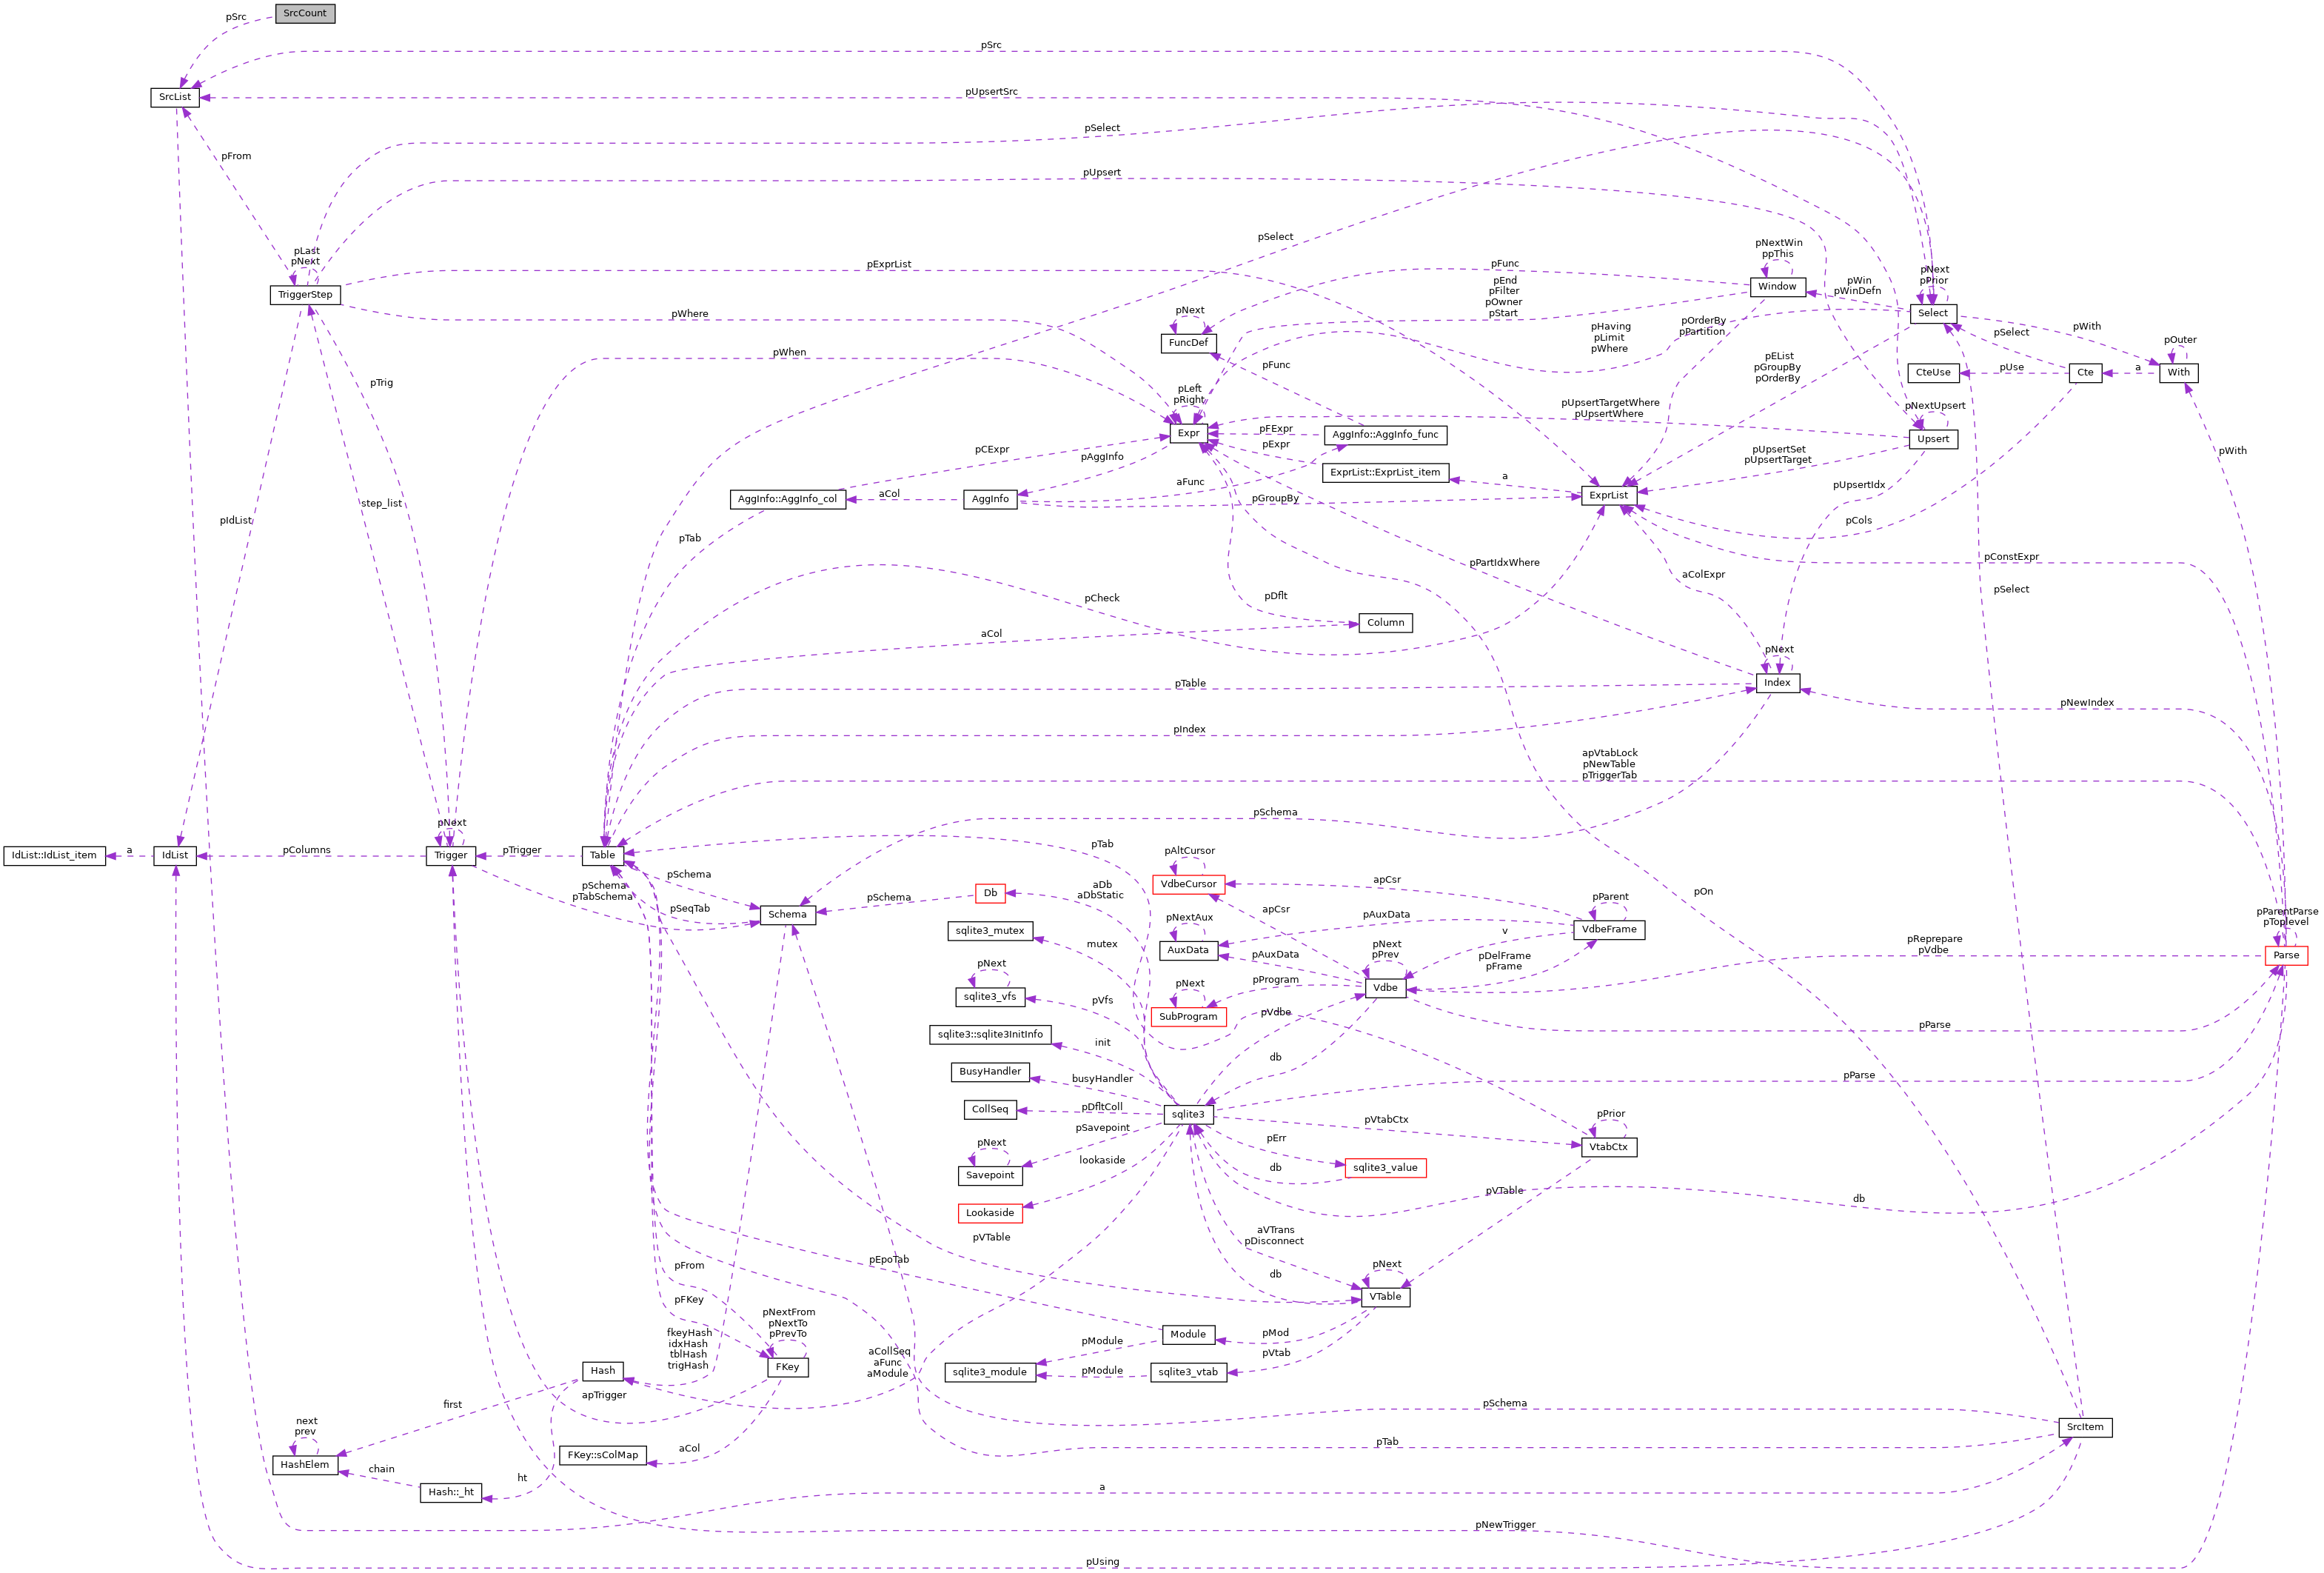 SrcCount
pSrc
pSrc
SrcList
pUpsertSrc
pSelect
pFrom
pUpsert
pSelect
pNextWin
ppThis
pLast
pNext
pExprList
pFunc
Window
pWin
pWinDefn
pNext
pPrior
TriggerStep
pEnd
pFilter
pOwner
pStart
pWhere
pNext
FuncDef
pOrderBy
pPartition
Select
pHaving
pLimit
pWhere
pWith
pSelect
pOuter
pWhen
pFunc
pEList
pGroupBy
pOrderBy
CteUse
pUse
Cte
a
With
pTrig
pLeft
pRight
pUpsertTargetWhere
pUpsertWhere
pNextUpsert
Expr
pFExpr
AggInfo::AggInfo_func
Upsert
pCExpr
pAggInfo
pExpr
pUpsertSet
pUpsertTarget
pWith
ExprList::ExprList_item
a
aFunc
pUpsertIdx
AggInfo::AggInfo_col
aCol
AggInfo
pGroupBy
ExprList
step_list
pIdList
pTab
pCols
pPartIdxWhere
pConstExpr
aColExpr
pCheck
pDflt
pSelect
Column
aCol
pNext
pTable
Index
pNewIndex
pIndex
apVtabLock
pNewTable
pTriggerTab
pSchema
pNext
IdList::IdList_item
a
IdList
pColumns
Trigger
pTrigger
Table
pTab
pAltCursor
pSchema
pSchema
pTabSchema
aDb
aDbStatic
VdbeCursor
apCsr
pOn
Db
pSchema
pParent
pSeqTab
Schema
apCsr
pAuxData
pNextAux
pParentParse
pToplevel
sqlite3_mutex
mutex
v
VdbeFrame
AuxData
pNext
pPrev
pReprepare
pVdbe
pAuxData
pDelFrame
pFrame
Parse
pNext
pNext
pProgram
Vdbe
sqlite3_vfs
pVfs
SubProgram
pVdbe
pParse
sqlite3::sqlite3InitInfo
init
db
BusyHandler
busyHandler
pParse
CollSeq
pDfltColl
sqlite3
pPrior
pVtabCtx
pSavepoint
pNext
pErr
VtabCtx
lookaside
db
sqlite3_value
Savepoint
pVTable
db
Lookaside
aVTrans
pDisconnect
pVTable
pEpoTab
pFrom
db
pNext
pFKey
VTable
pNextFrom
pNextTo
pPrevTo
pMod
Module
fkeyHash
idxHash
tblHash
trigHash
pModule
aCollSeq
aFunc
aModule
pVtab
Hash
FKey
sqlite3_module
pModule
sqlite3_vtab
apTrigger
first
pSchema
next
prev
SrcItem
aCol
pTab
FKey::sColMap
HashElem
chain
ht
Hash::_ht
a
pNewTrigger
pUsing